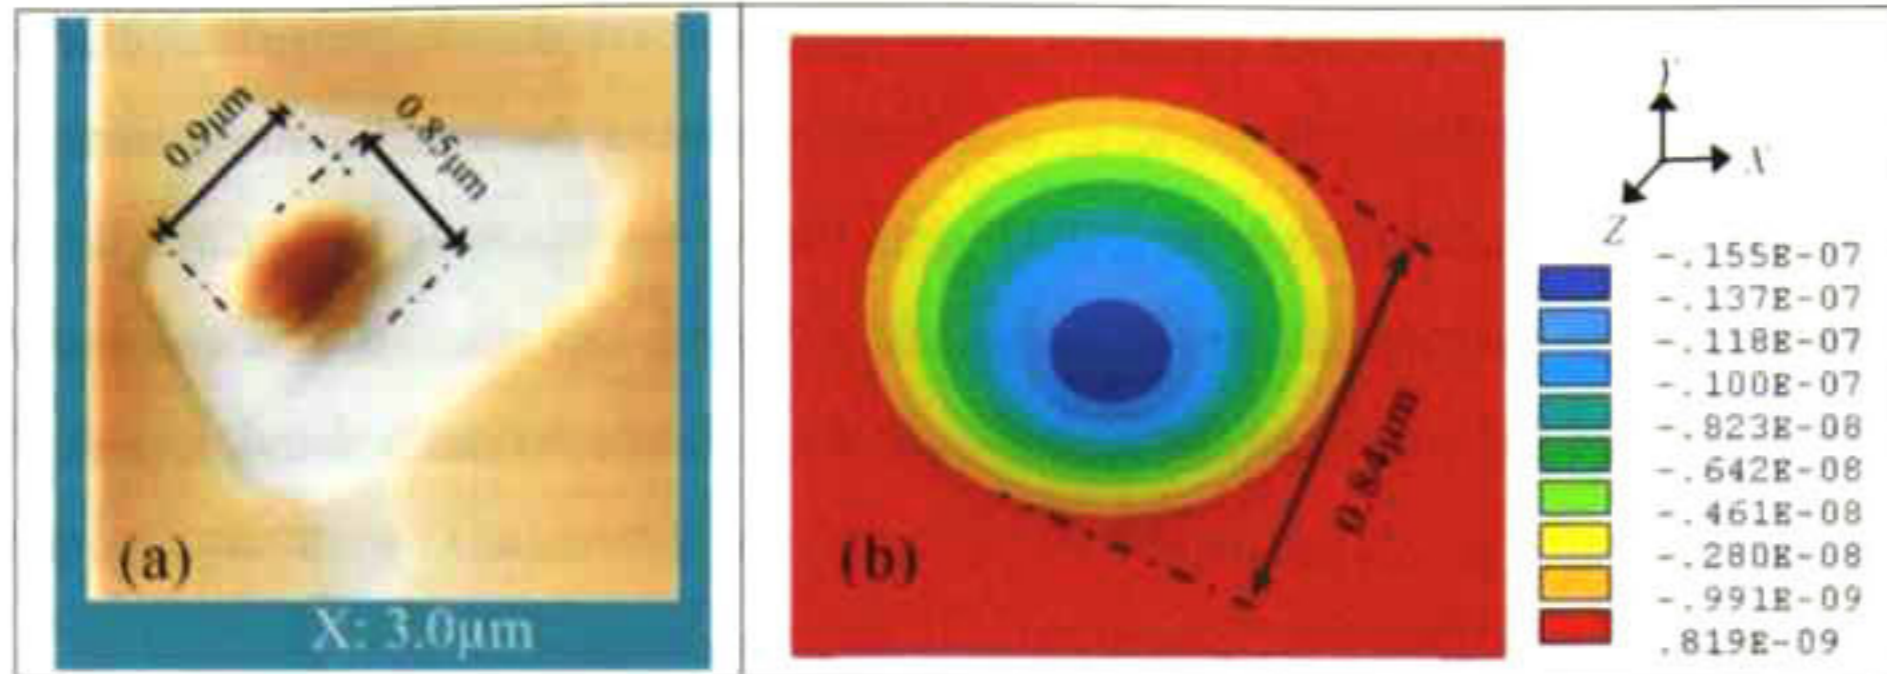 0.9μm
0.85μm
(a)
X: 3.0μm
0.84μm
(b)
Y
X
Z
-.155E-07
-.137E-07
-.118E-07
-.100E-07
-.823E-08
-.642E-08
-.461E-08
-.280E-08
-.991E-09
.819E-09